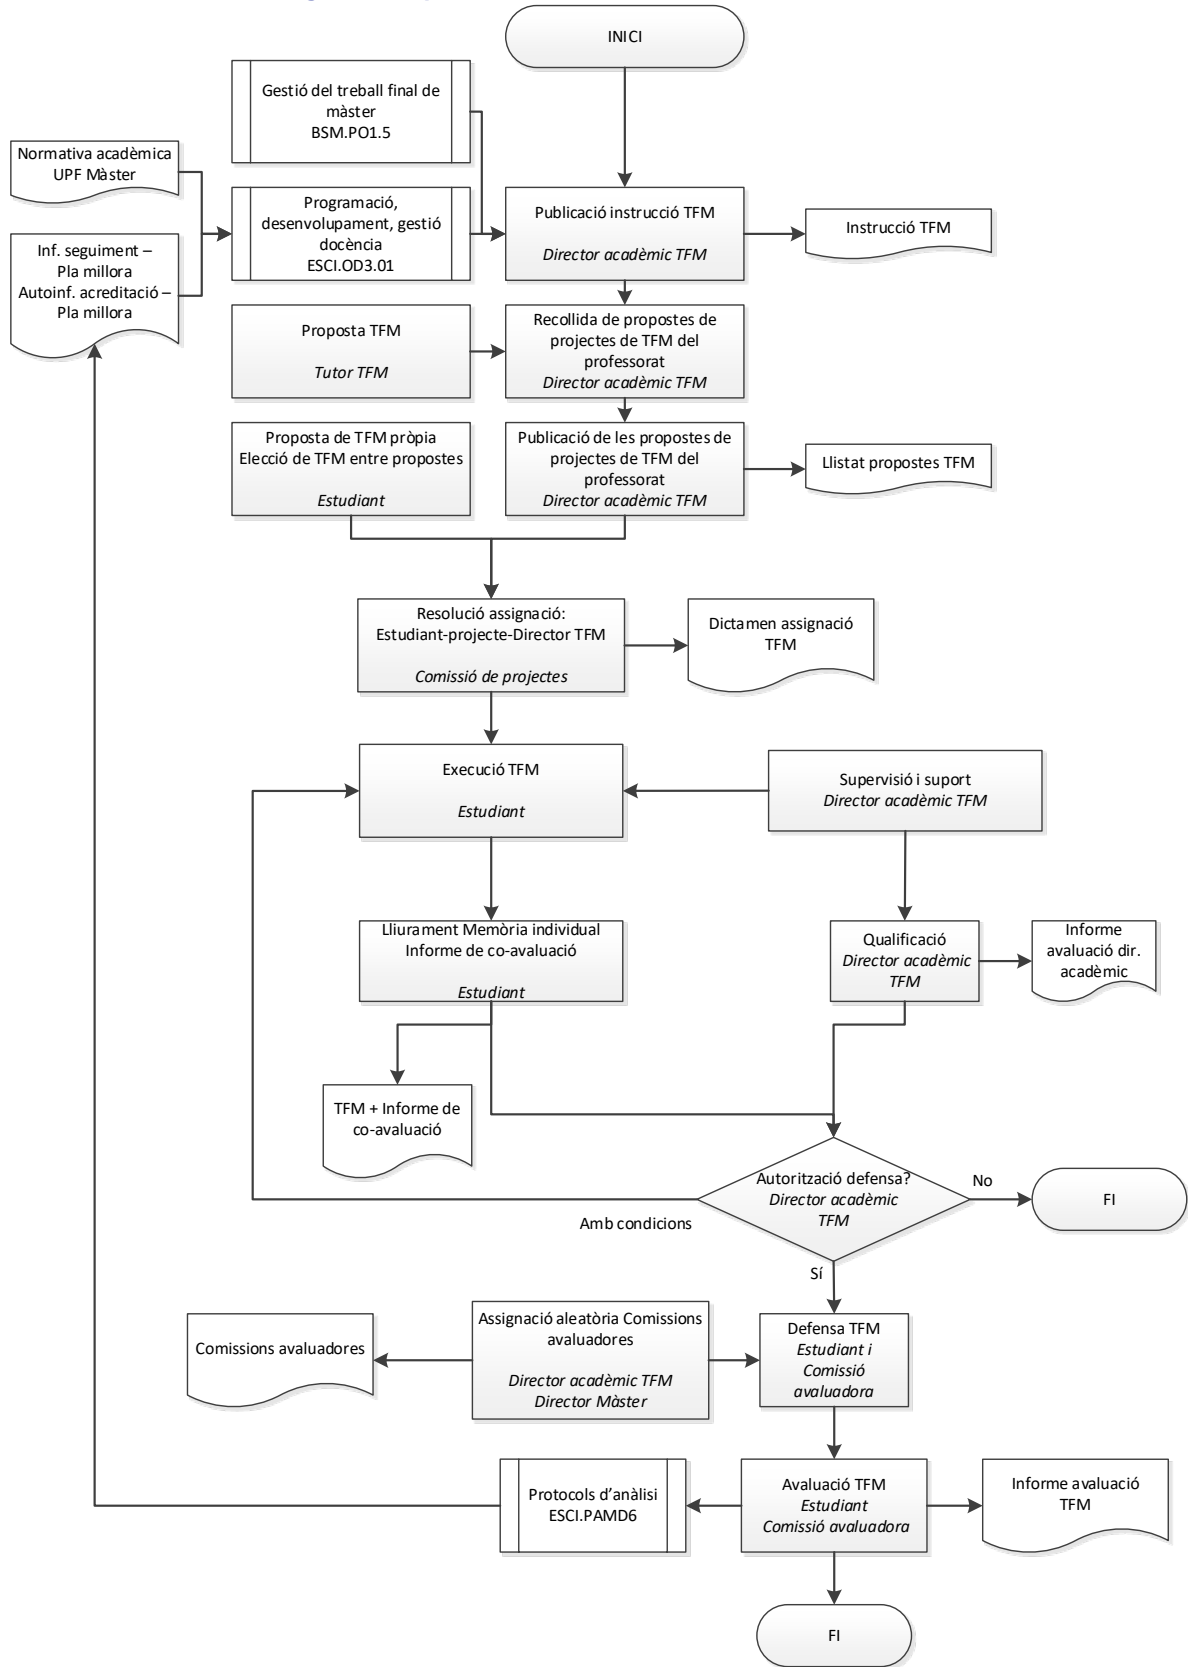 INICI
Gestió del treball final de
màster
BSM.PO1.5
Normativa acadèmica
UPF Màster
Programació,
desenvolupament, gestió
docència
ESCI.OD3.01
Publicació instrucció TFM
Director acadèmic TFM
Instrucció TFM
Inf. seguiment –
Pla millora
Autoinf. acreditació –
Pla millora
Proposta TFM
Tutor TFM
Recollida de propostes de
projectes de TFM del
professorat
Director acadèmic TFM
Proposta de TFM pròpia
Elecció de TFM entre propostes
Estudiant
Publicació de les propostes de
projectes de TFM del
professorat
Director acadèmic TFM
Llistat propostes TFM
Resolució assignació:
Estudiant-projecte-Director TFM
Comissió de projectes
Dictamen assignació
TFM
Execució TFM
Estudiant
Supervisió i suport
Director acadèmic TFM
Lliurament Memòria individual
Informe de co-avaluació
Estudiant
Qualificació
Director acadèmic
TFM
Informe
avaluació dir.
acadèmic
TFM + Informe de
co-avaluació
Autorització defensa?
Director acadèmic
TFM
No
FI
Amb condicions
Sí
Comissions avaluadores
Assignació aleatòria Comissions
avaluadores
Director acadèmic TFM
Director Màster
Defensa TFM
Estudiant i
Comissió
avaluadora
Protocols d’anàlisi
ESCI.PAMD6
Avaluació TFM
Estudiant
Comissió avaluadora
Informe avaluació
TFM
FI